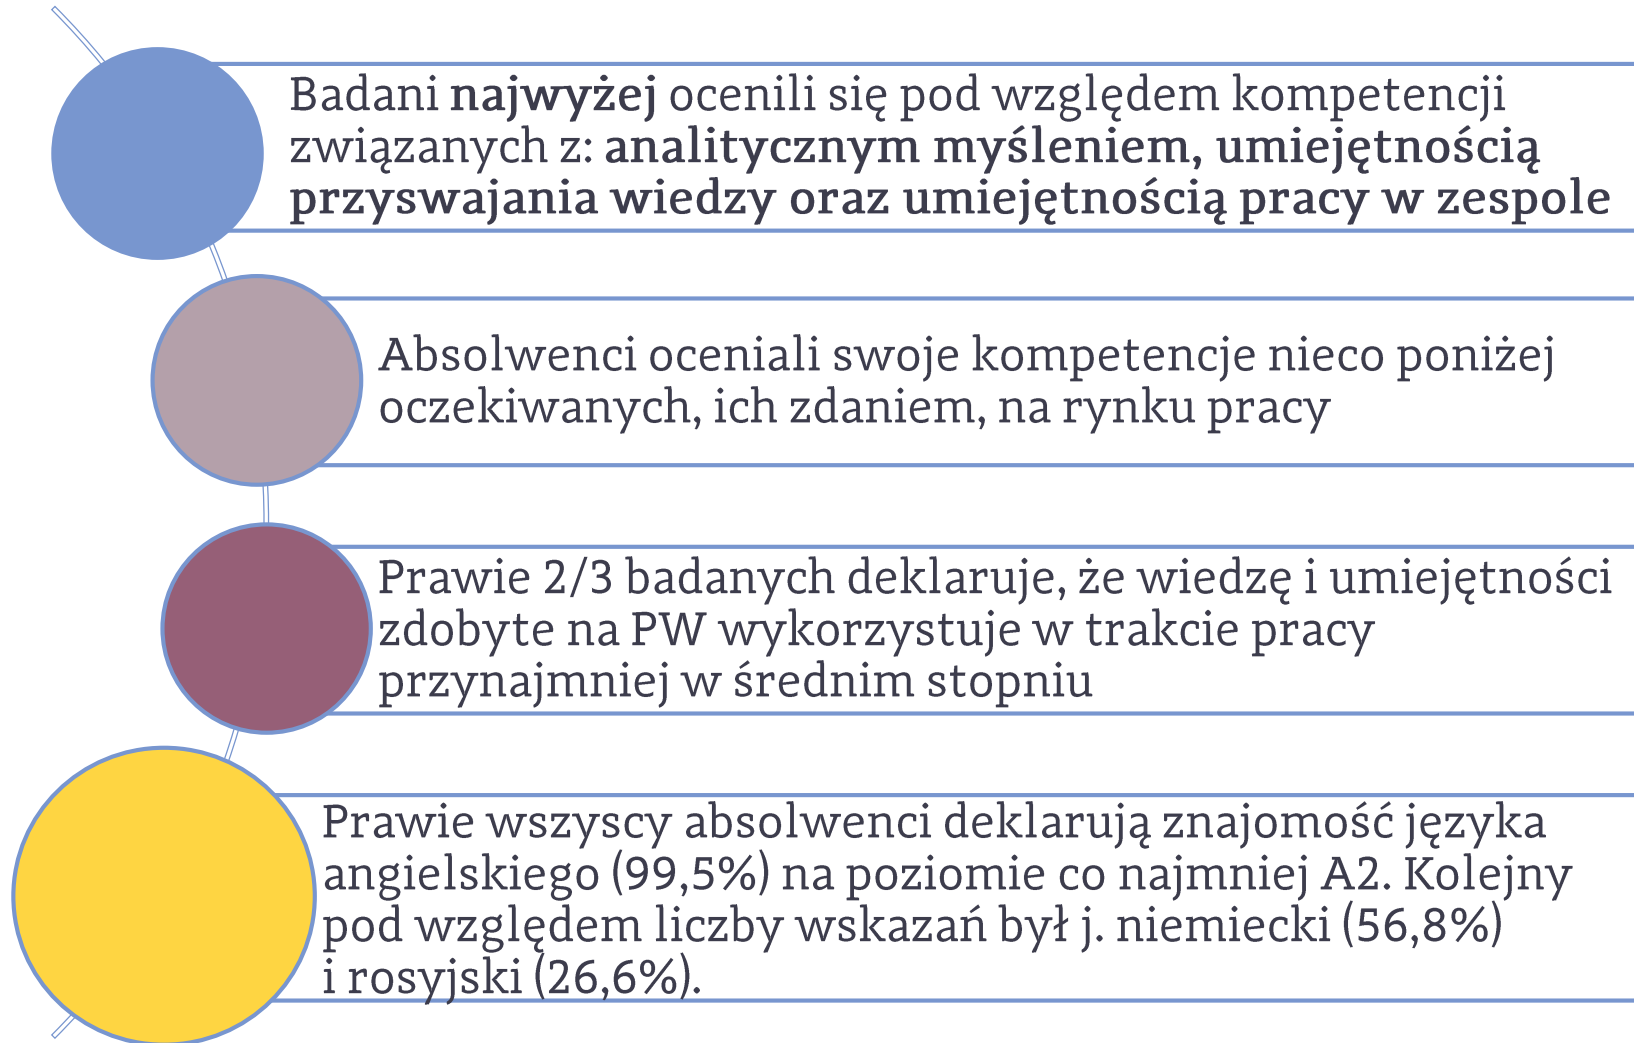 Badani najwyżej ocenili się pod względem kompetencji
związanych z: analitycznym myśleniem, umiejętnością
przyswajania wiedzy oraz umiejętnością pracy w zespole
Absolwenci oceniali swoje kompetencje nieco poniżej
oczekiwanych, ich zdaniem, na rynku pracy
Prawie 2/3 badanych deklaruje, że wiedzę i umiejętności
zdobyte na PW wykorzystuje w trakcie pracy
przynajmniej w średnim stopniu
Prawie wszyscy absolwenci deklarują znajomość języka
angielskiego (99,5%) na poziomie co najmniej A2. Kolejny
pod względem liczby wskazań był j. niemiecki (56,8%)
i rosyjski (26,6%).